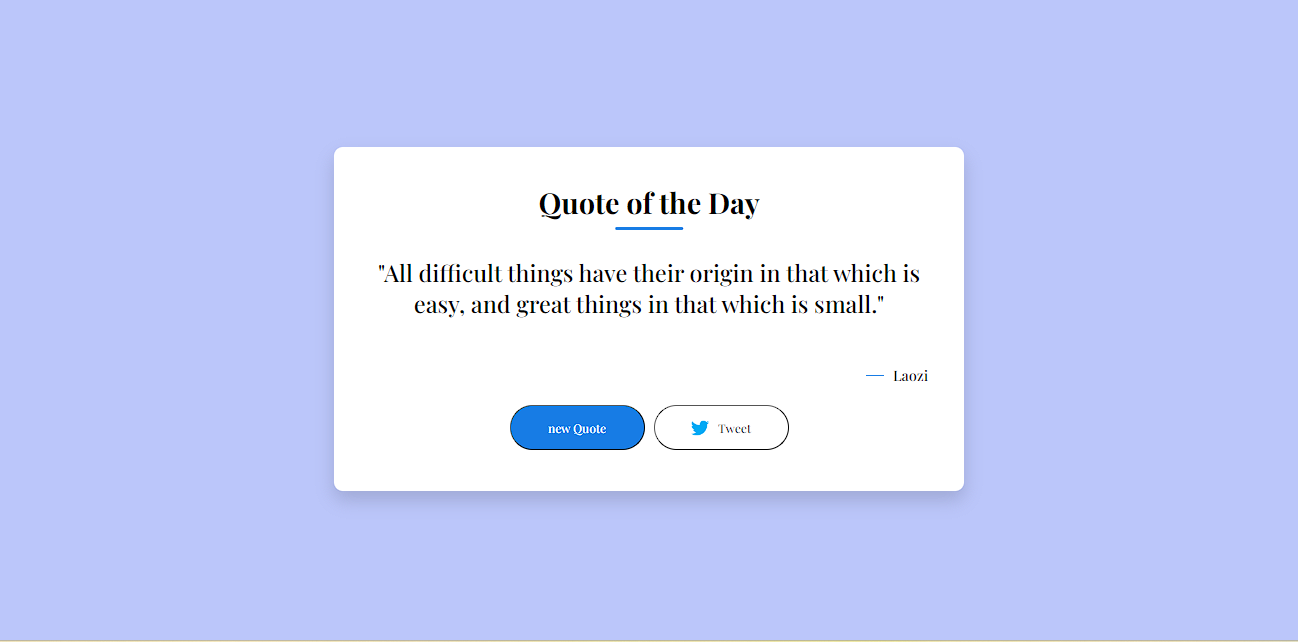 Quote of the Day
"All difficult things have their origin in that which is
easy, and great things in that which is small."
— Laozi
new Quote
Tweet